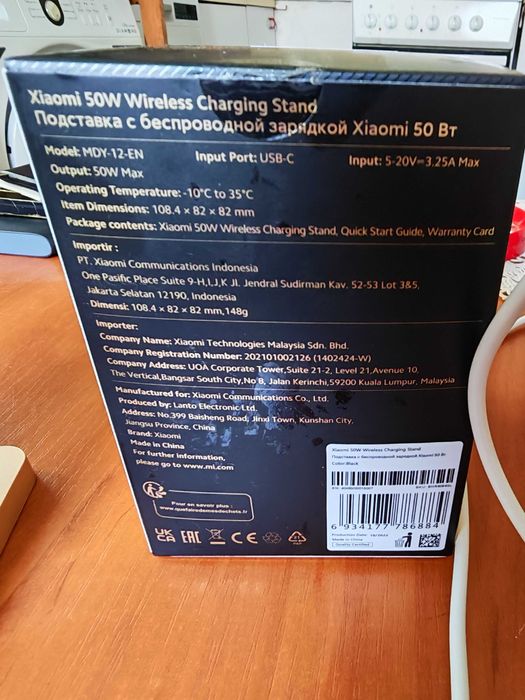 Xiaomi 50W Wireless Charging Stand
Подставка с беспроводной зарядкой Xiaomi 50 Вт
Model: MDY-12-EN Input Port: USB-C Input: 5-20V⎓3.25A Max
Output: 50W Max
Operating Temperature: -10°C to 35°C
Item Dimensions: 108.4 × 82 × 82 mm
Package contents: Xiaomi 50W Wireless Charging Stand, Quick Start Guide, Warranty Card
Importir :
PT. Xiaomi Communications Indonesia
One Pasific Place Suite 9-H,I,J,K Jl. Jendral Sudirman Kav. 52-53 Lot 3&5,
Jakarta Selatan 12190, Indonesia
Dimensi: 108.4 × 82 × 82 mm,148g
Importer:
Company Name: Xiaomi Technologies Malaysia Sdn. Bhd.
Company Registration Number: 202101002126 (1402424-W)
Company Address: UOA Corporate Tower,Suite 21-2, Level 21,Avenue 10,
The Vertical,Bangsar South City,No 8, Jalan Kerinchi,59200 Kuala Lumpur, Malaysia
Manufactured for: Xiaomi Communications Co., Ltd.
Produced by: Lanto Electronic Ltd.
Address: No.399 Baisheng Road, Jinxi Town, Kunshan City,
Jiangsu Province, China
Brand: Xiaomi
Made in China
For further information,
please go to www.mi.com
Pour en savoir plus :
www.quefairedemesdechets.fr
UK CA EAC CE
Xiaomi 50W Wireless Charging Stand
Подставка с беспроводной зарядкой Xiaomi 50 Вт
Color:Black
6 934177 786884
Production Date:
Made in China
Quality Certified